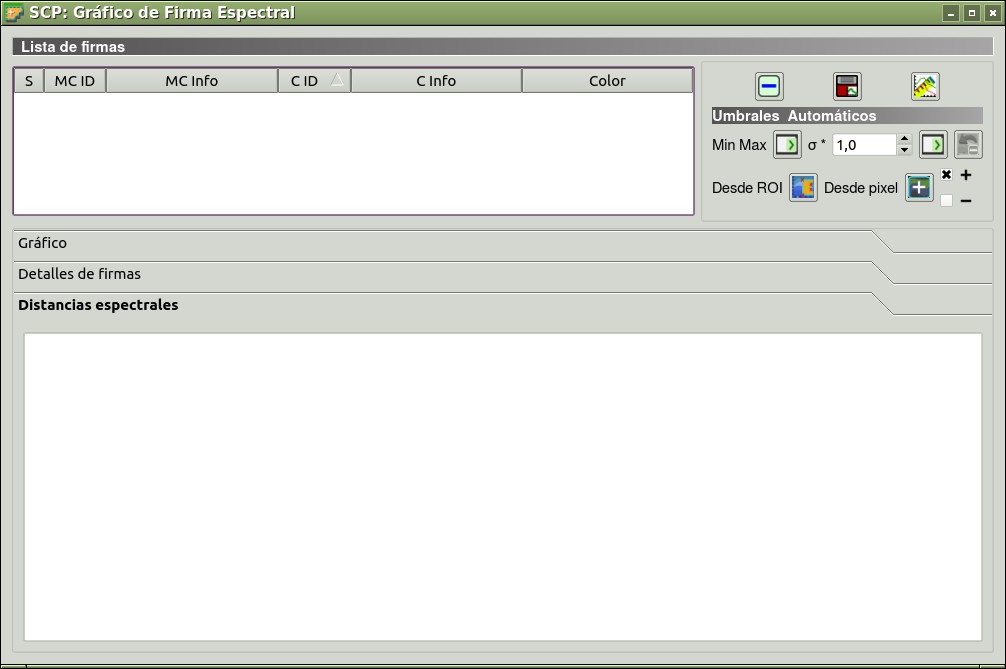 SCP: Gráfico de Firma Espectral
Lista de firmas
S MC ID MC Info C ID C Info Color
Umbrales Automáticos
Min Max σ * 1,0
Desde ROI Desde pixel
Gráfico
Detalles de firmas
Distancias espectrales